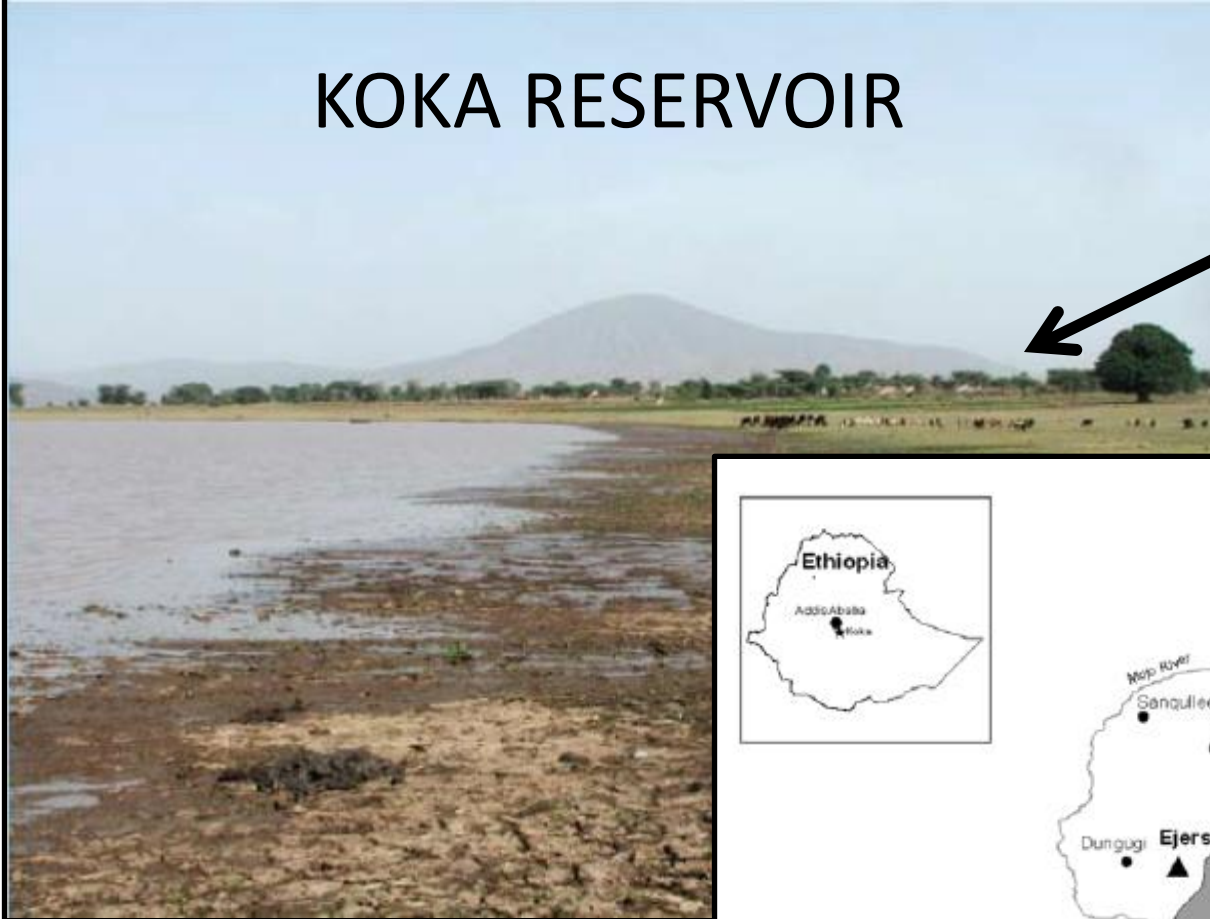 KOKA RESERVOIR
Ethiopia
Addis Ababa
Koka
Mojo River
Dungugi